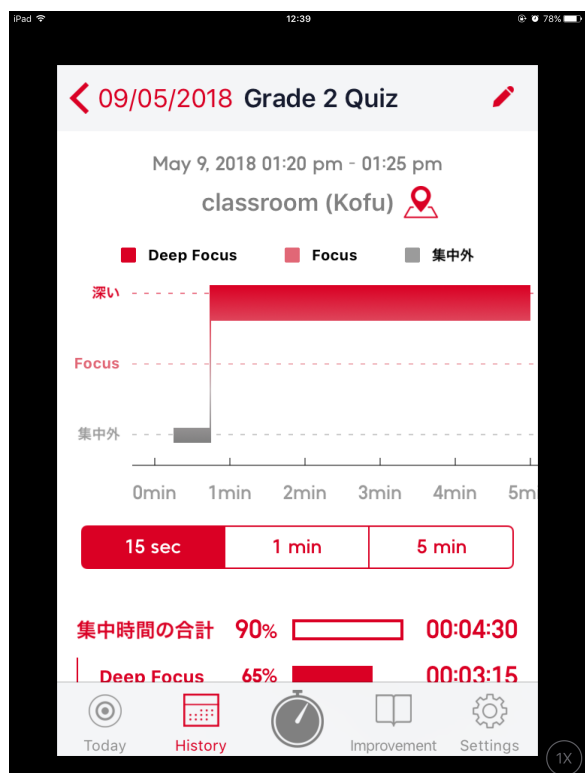 iPad 12:39 78%
09/05/2018 Grade 2 Quiz
May 9, 2018 01:20 pm - 01:25 pm
classroom (Kofu)
Deep Focus Focus 集中外
深い
Focus
集中外
0min 1min 2min 3min 4min 5m
15 sec 1 min 5 min
集中時間の合計 90% 00:04:30
Deep Focus 65% 00:03:15
Today History Improvement Settings
1X